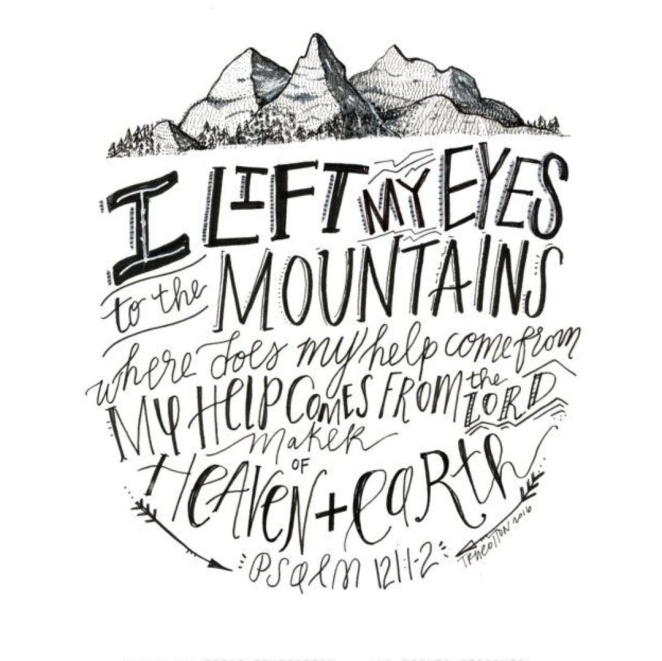 I LIFT MY EYES
to the MOUNTAINS
where does my help come from
MY HELP COMES FROM the LORD
maker
OF
HEAVEN + EARTH
PSALM 121:1-2